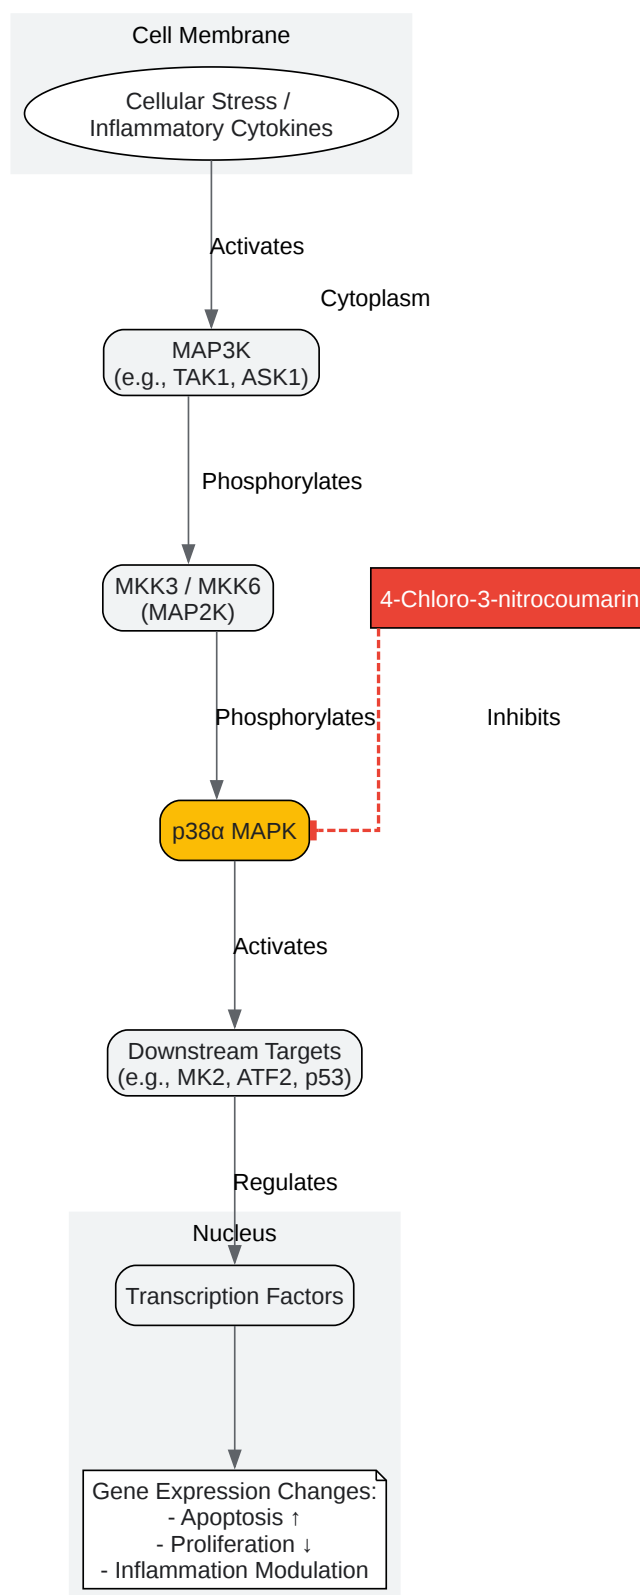 Cell Membrane
Cellular Stress /
Inflammatory Cytokines
Activates
Cytoplasm
MAP3K
(e.g., TAK1, ASK1)
Phosphorylates
MKK3 / MKK6
(MAP2K)
4-Chloro-3-nitrocoumarin
Phosphorylates
Inhibits
p38α MAPK
Activates
Downstream Targets
(e.g., MK2, ATF2, p53)
Regulates
Nucleus
Transcription Factors
Gene Expression Changes:
- Apoptosis ↑
- Proliferation ↓
- Inflammation Modulation